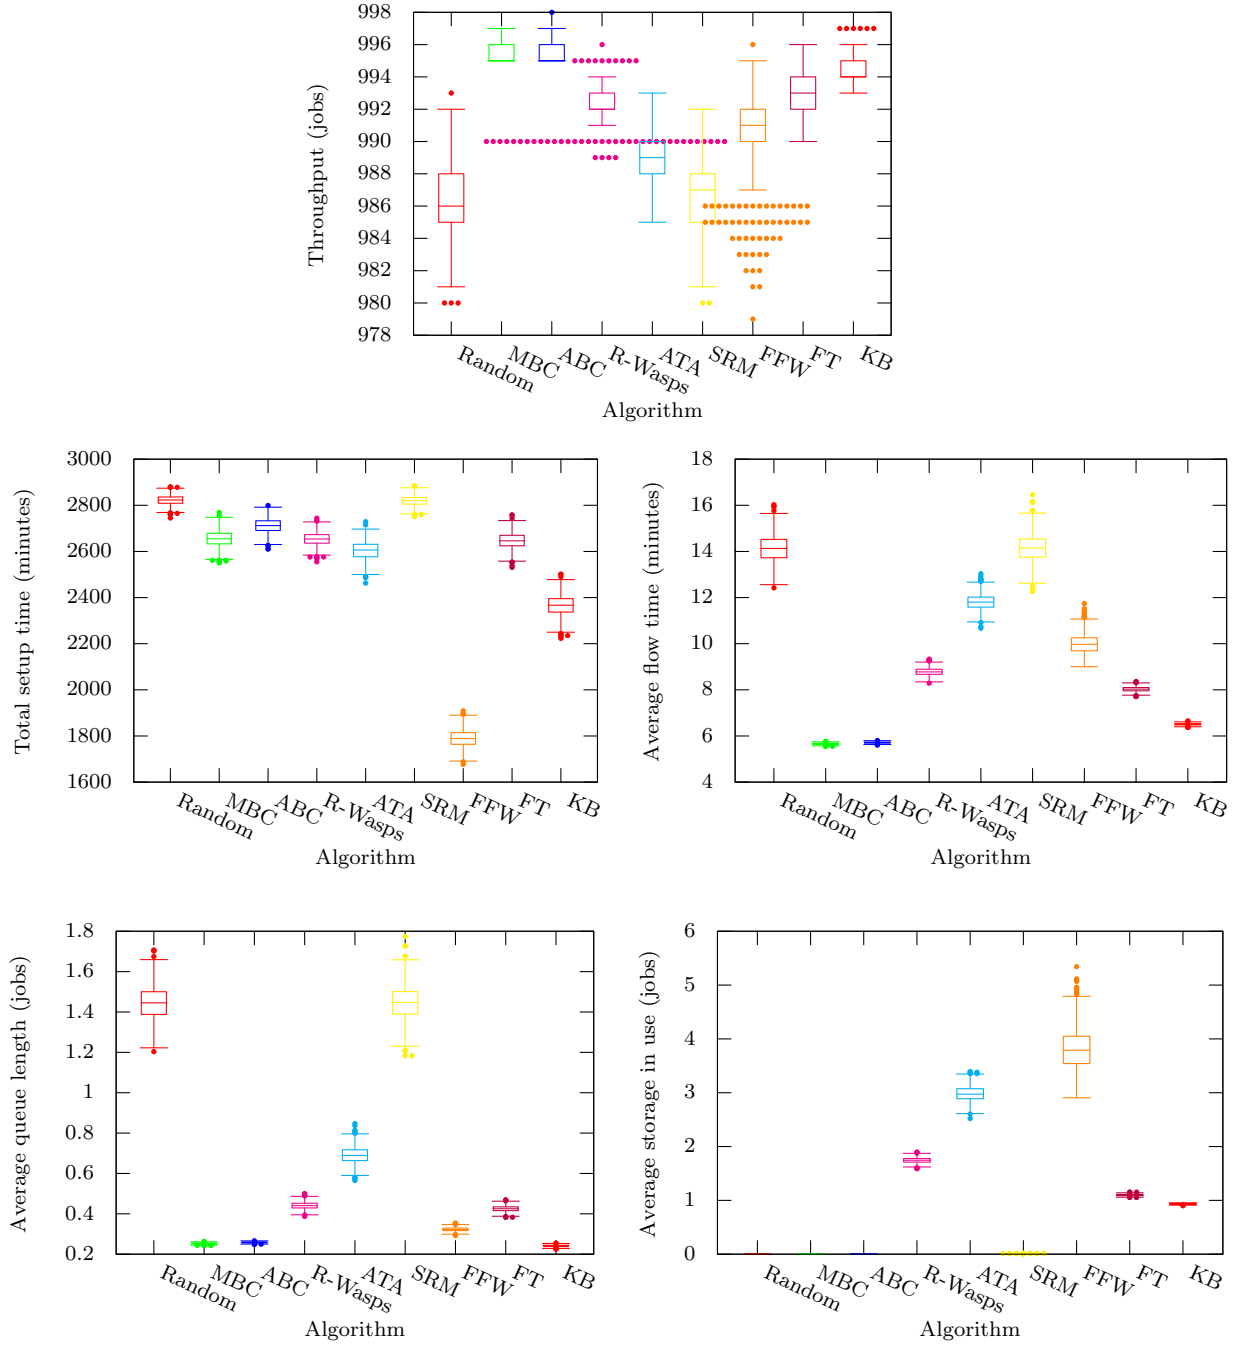 998
996
994
992
990
988
986
984
982
980
978
Throughput (jobs)
Random
MBC
ABC
R-Wasps
ATA
SRM
FFW
FT
KB
Algorithm
3000
2800
2600
2400
2200
2000
1800
1600
Total setup time (minutes)
Random
MBC
ABC
R-Wasps
ATA
SRM
FFW
FT
KB
Algorithm
18
16
14
12
10
8
6
4
Average flow time (minutes)
Random
MBC
ABC
R-Wasps
ATA
SRM
FFW
FT
KB
Algorithm
1.8
1.6
1.4
1.2
1
0.8
0.6
0.4
0.2
Average queue length (jobs)
Random
MBC
ABC
R-Wasps
ATA
SRM
FFW
FT
KB
Algorithm
6
5
4
3
2
1
0
Average storage in use (jobs)
Random
MBC
ABC
R-Wasps
ATA
SRM
FFW
FT
KB
Algorithm